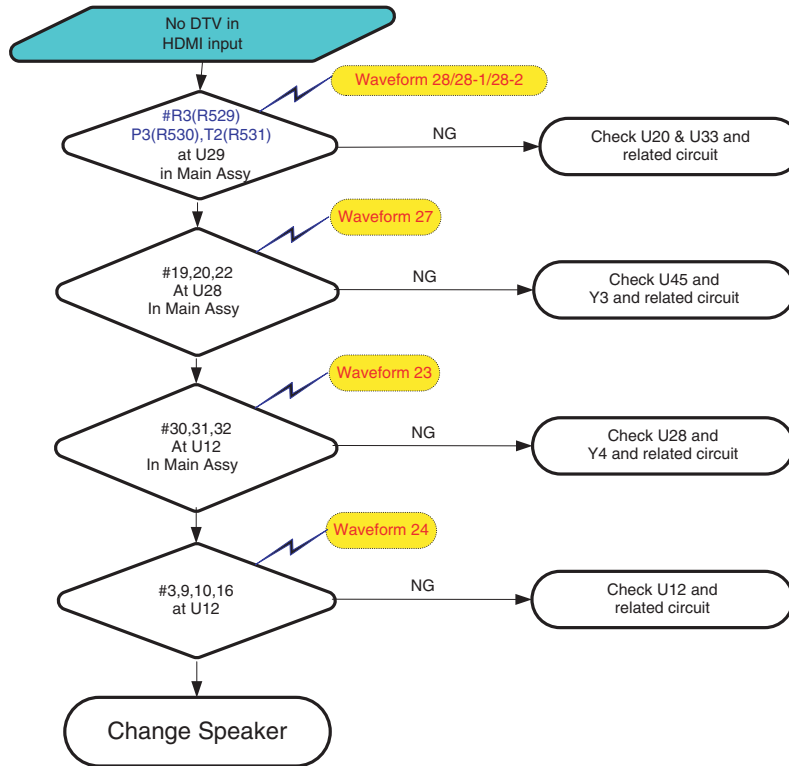 No DTV in
HDMI input
Waveform 28/28-1/28-2
#R3(R529)
P3(R530),T2(R531)
at U29
in Main Assy
NG
Check U20 & U33 and
related circuit
Waveform 27
#19,20,22
At U28
In Main Assy
NG
Check U45 and
Y3 and related circuit
Waveform 23
#30,31,32
At U12
In Main Assy
NG
Check U28 and
Y4 and related circuit
Waveform 24
#3,9,10,16
at U12
NG
Check U12 and
related circuit
Change Speaker